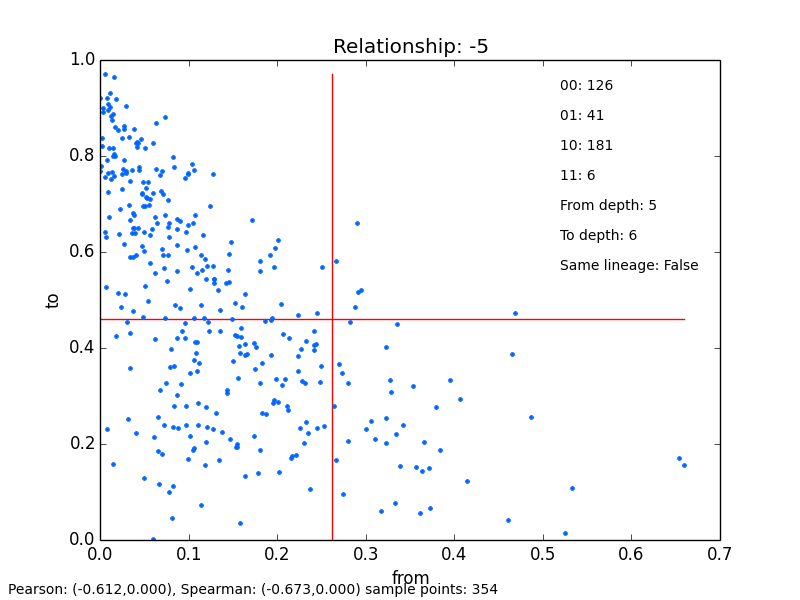 Relationship: -5
1.0
0.8
0.6
0.4
0.2
0.0
to
00: 126
01: 41
10: 181
11: 6
From depth: 5
To depth: 6
Same lineage: False
0.0 0.1 0.2 0.3 0.4 0.5 0.6 0.7
from
Pearson: (-0.612,0.000), Spearman: (-0.673,0.000) sample points: 354